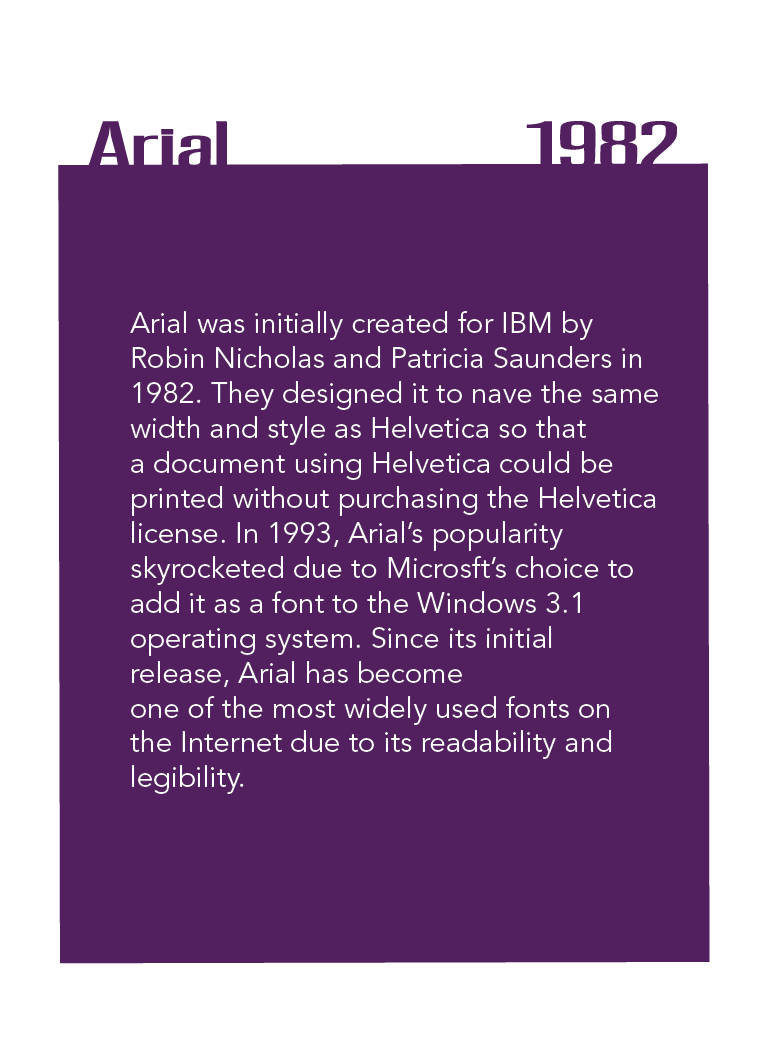 Arial 1982
Arial was initially created for IBM by
Robin Nicholas and Patricia Saunders in
1982. They designed it to nave the same
width and style as Helvetica so that
a document using Helvetica could be
printed without purchasing the Helvetica
license. In 1993, Arial’s popularity
skyrocketed due to Microsft’s choice to
add it as a font to the Windows 3.1
operating system. Since its initial
release, Arial has become
one of the most widely used fonts on
the Internet due to its readability and
legibility.